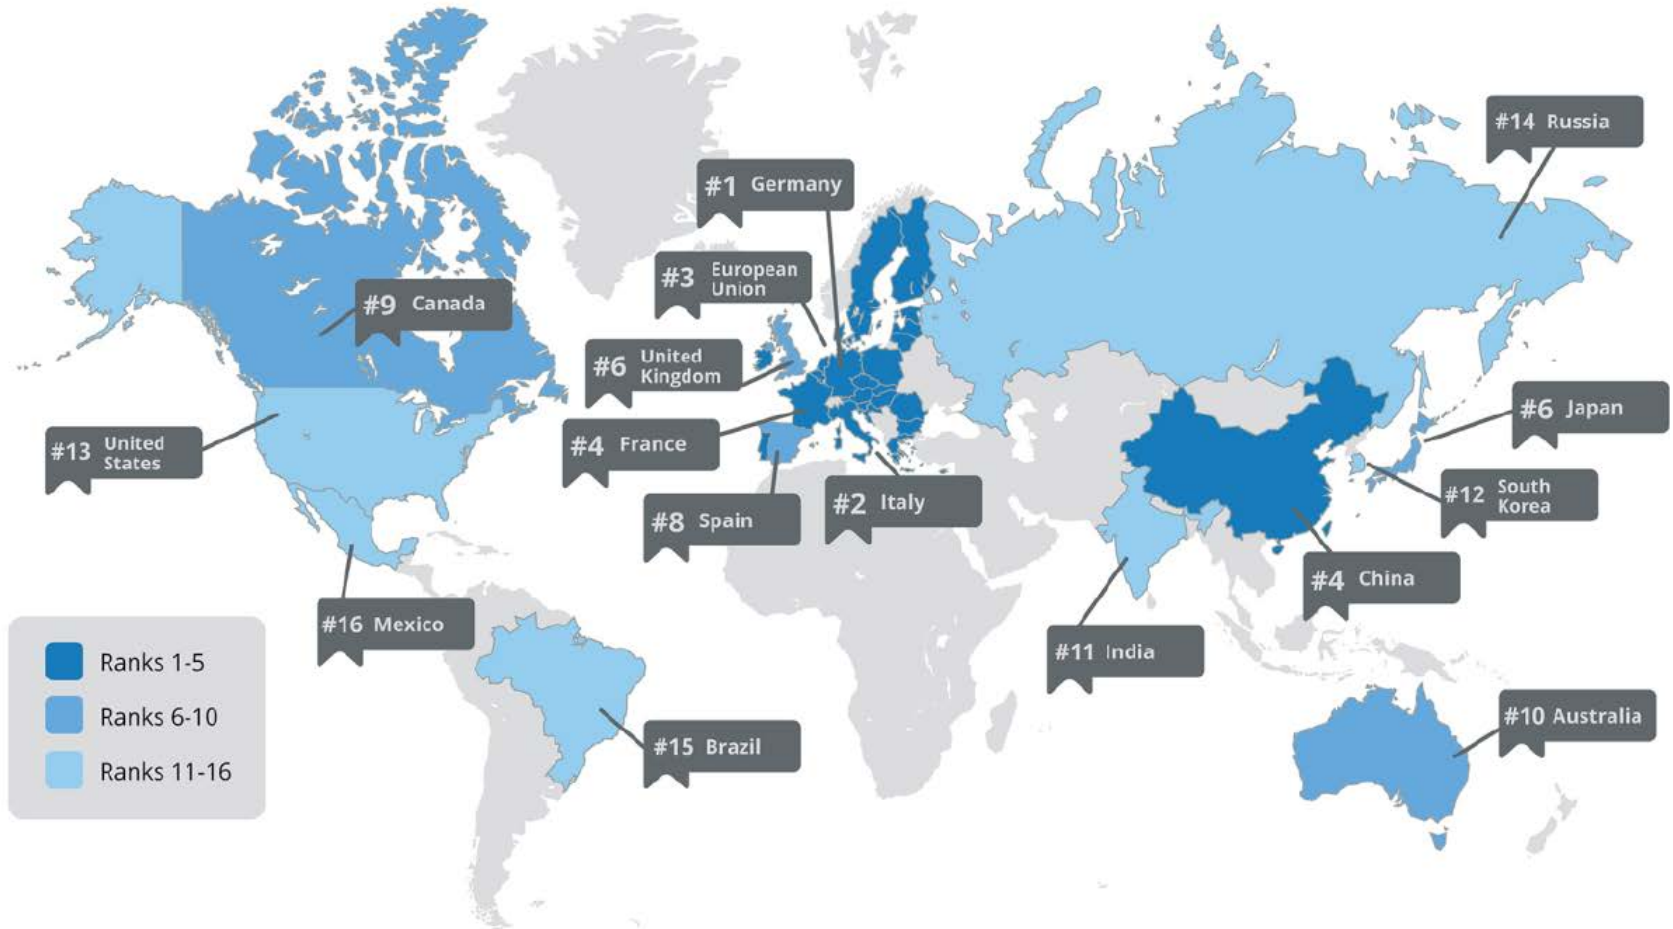 #14 Russia
#1 Germany
#3 European
Union
#9 Canada
#6 United
Kingdom
#6 Japan
#13 United
States
#4 France
#12 South
Korea
#8 Spain
#2 Italy
#4 China
#16 Mexico
#11 India
Ranks 1-5
Ranks 6-10
Ranks 11-16
#15 Brazil
#10 Australia